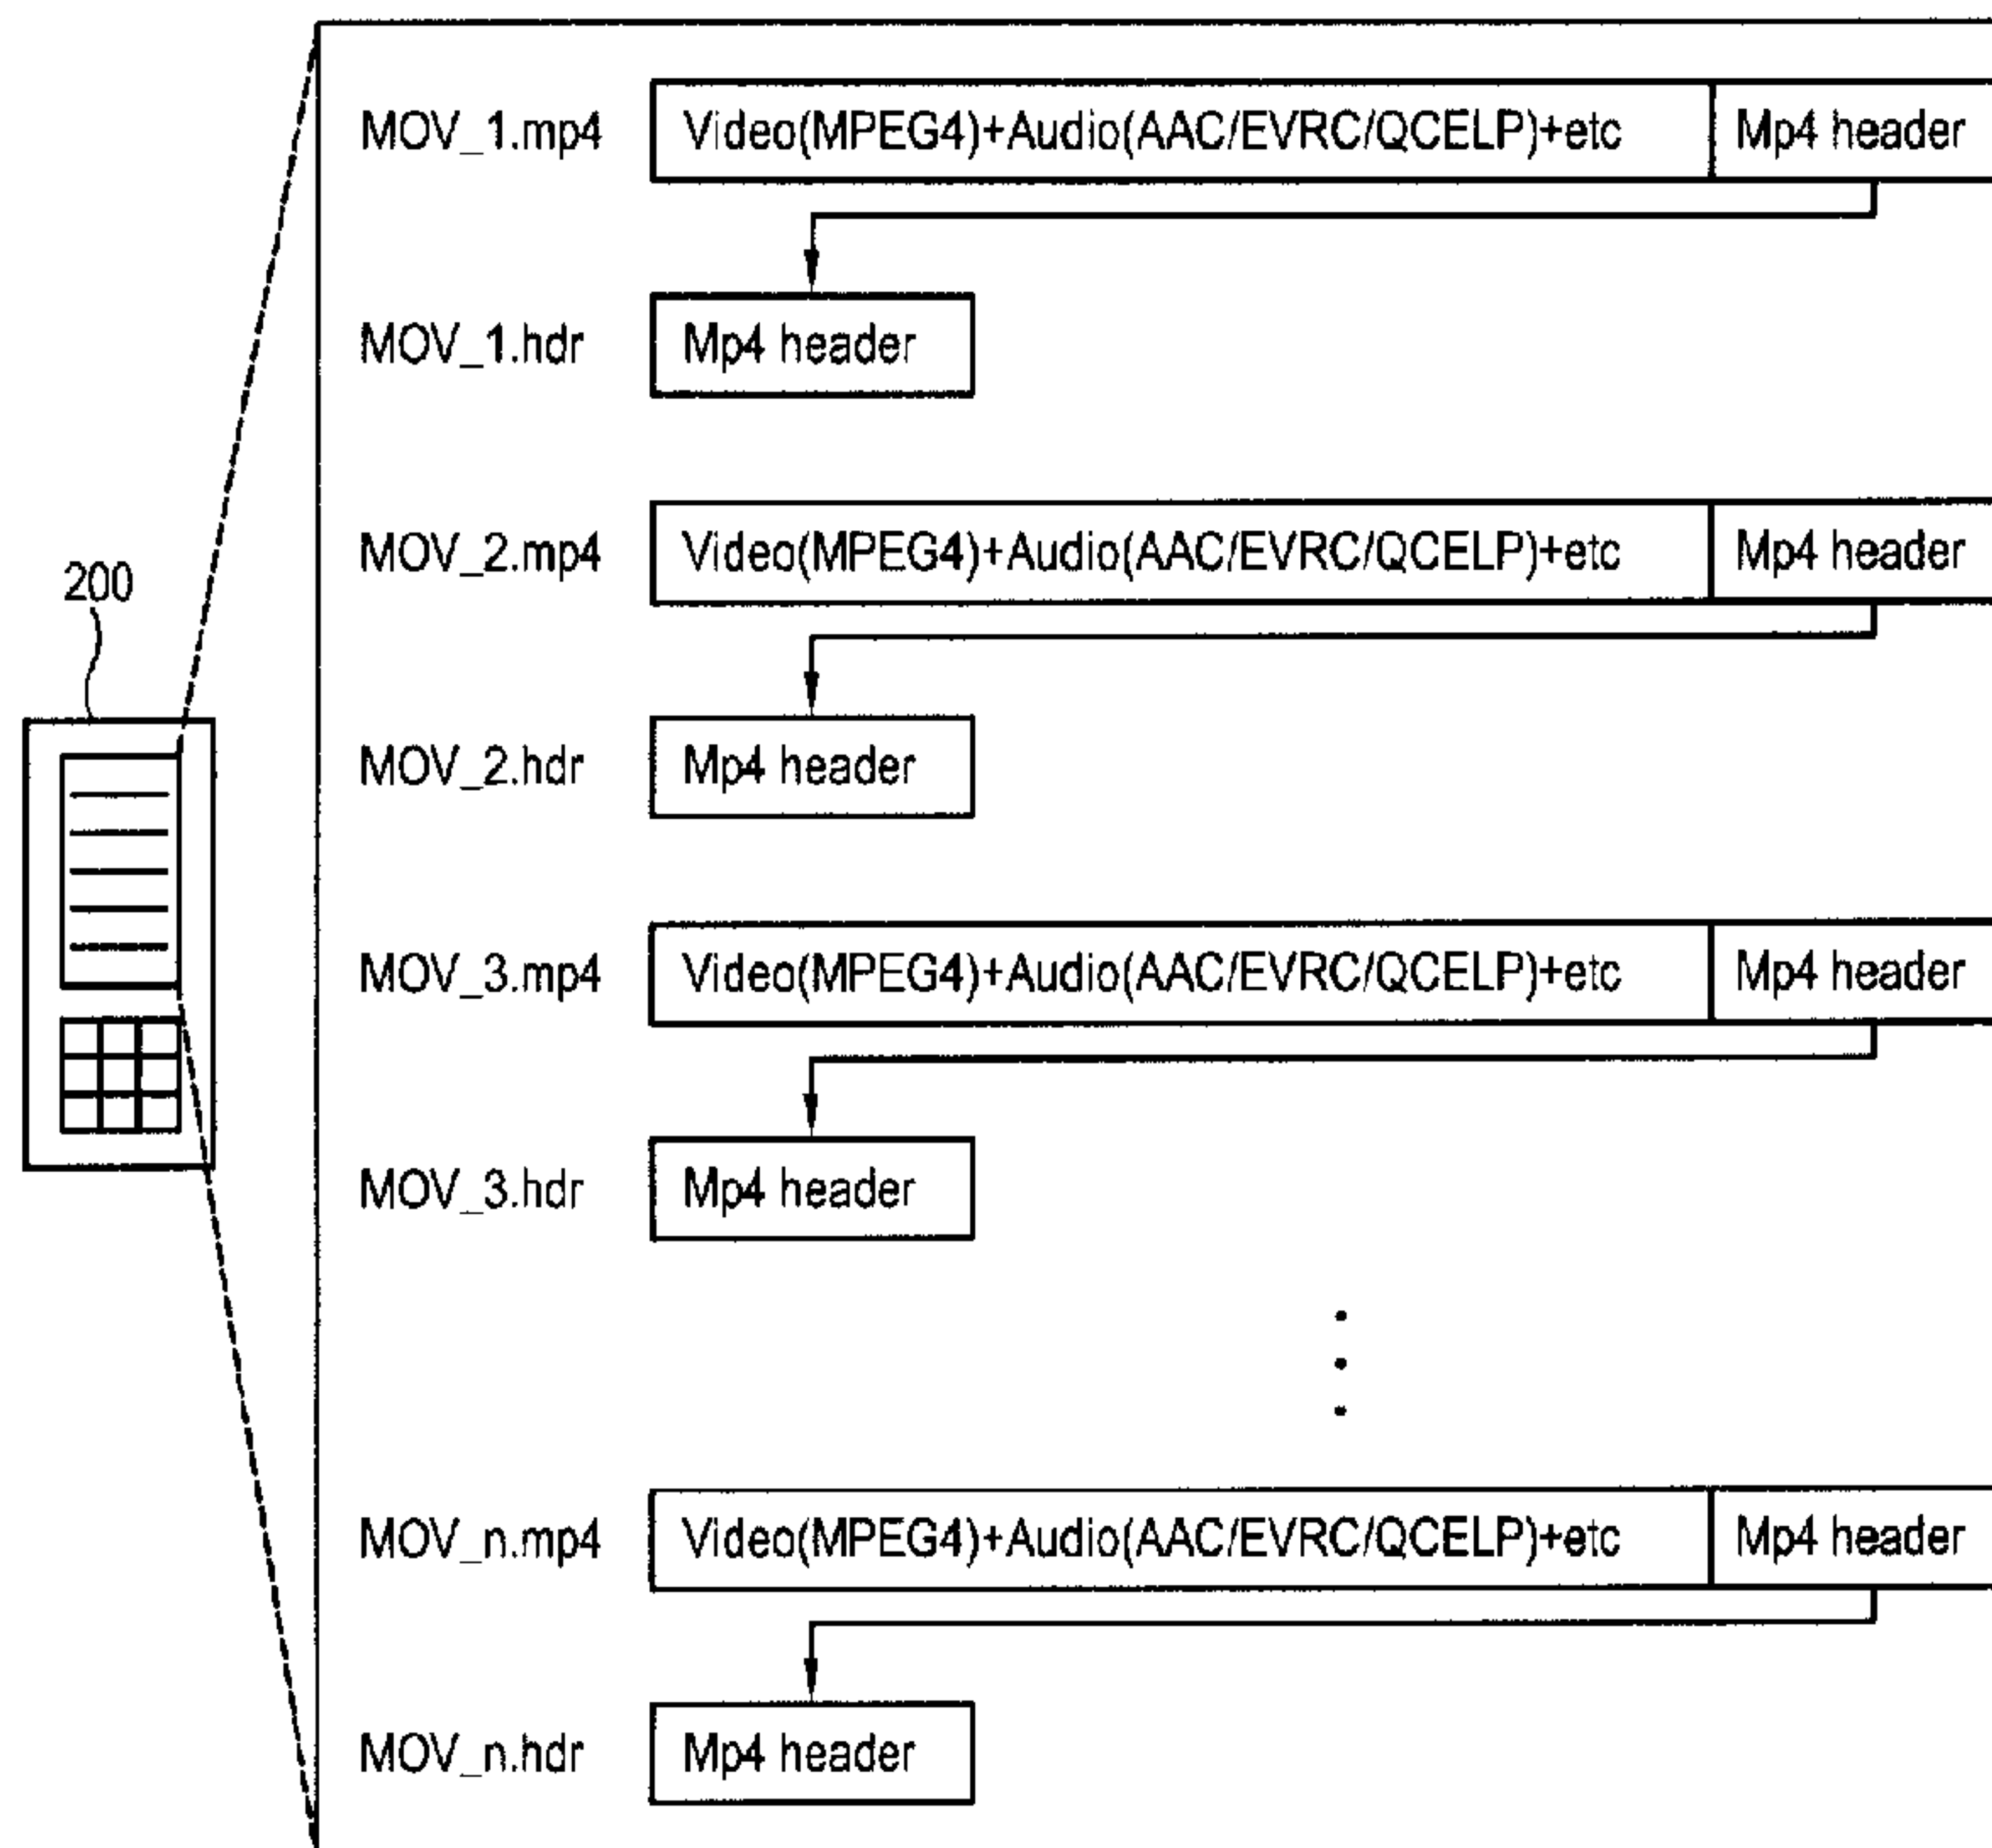 MOV_1.mp4 Video(MPEG4)+Audio(AAC/EVRC/QCELP)+etc Mp4 header
MOV_1.hdr Mp4 header
MOV_2.mp4 Video(MPEG4)+Audio(AAC/EVRC/QCELP)+etc Mp4 header
200
MOV_2.hdr Mp4 header
MOV_3.mp4 Video(MPEG4)+Audio(AAC/EVRC/QCELP)+etc Mp4 header
MOV_3.hdr Mp4 header
MOV_n.mp4 Video(MPEG4)+Audio(AAC/EVRC/QCELP)+etc Mp4 header
MOV_n.hdr Mp4 header